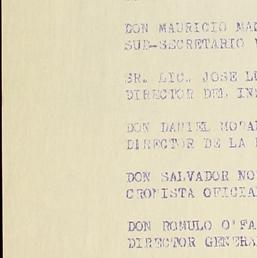 DON MAURICIO MA
SUB-SECRETARIO
SR. LIC. JOSE L
DIRECTOR DEL IN
DON DANIEL
DIRECTOR DE LA
DON SALVADOR NO
CRONISTA OFICIA
DON ROMULO O'FA
DIRECTOR GENERA